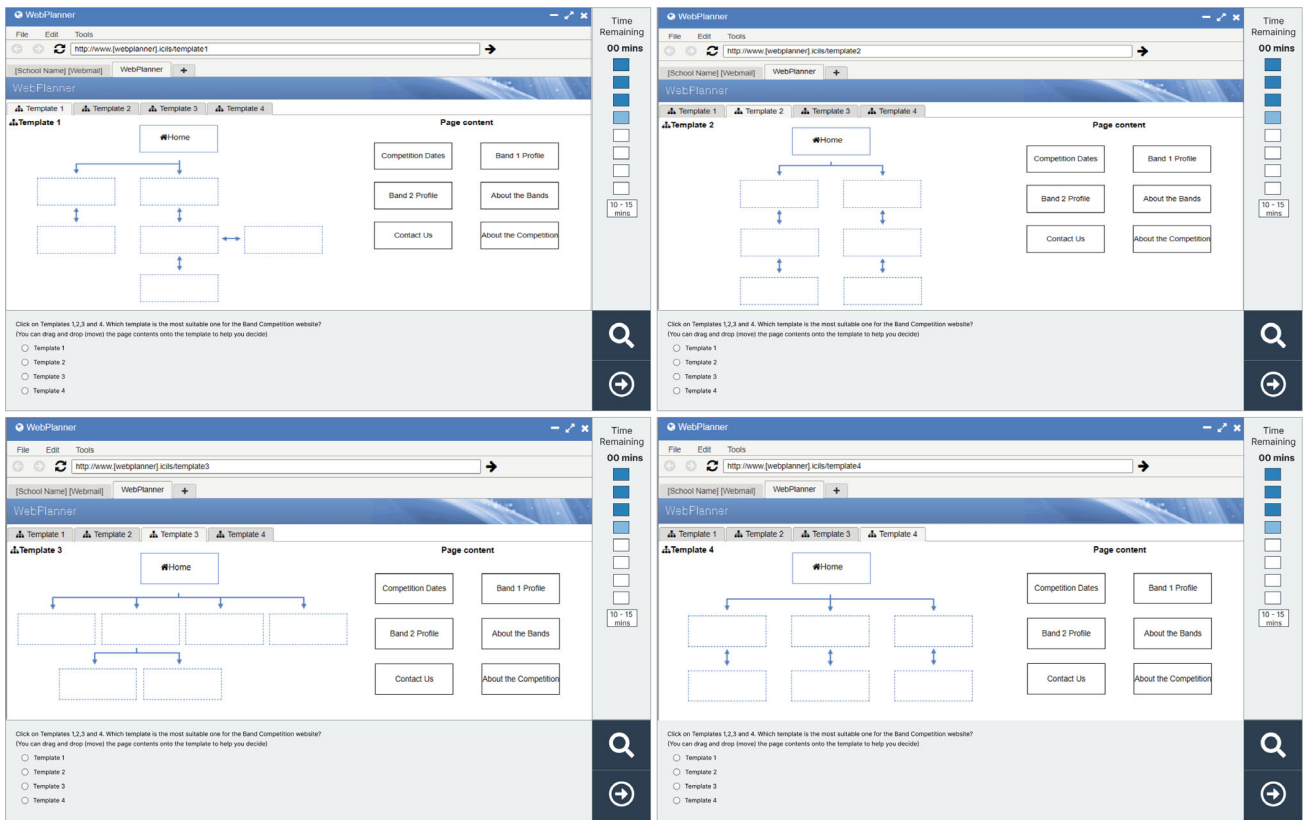 WebPlanner
File Edit Tools
http://www.[webplanner].icils/template1
[School Name] [Webmail] WebPlanner +
WebPlanner
Template 1 Template 2 Template 3 Template 4
Template 1
Home
Page content
Competition Dates Band 1 Profile
Band 2 Profile About the Bands
Contact Us About the Competition
Click on Templates 1,2,3 and 4. Which template is the most suitable one for the Band Competition website?
(You can drag and drop (move) the page contents onto the template to help you decide)
Template 1
Template 2
Template 3
Template 4
Time
Remaining
00 mins
10 - 15
mins
WebPlanner
File Edit Tools
http://www.[webplanner].icils/template2
[School Name] [Webmail] WebPlanner +
WebPlanner
Template 1 Template 2 Template 3 Template 4
Template 2
Home
Page content
Competition Dates Band 1 Profile
Band 2 Profile About the Bands
Contact Us About the Competition
Click on Templates 1,2,3 and 4. Which template is the most suitable one for the Band Competition website?
(You can drag and drop (move) the page contents onto the template to help you decide)
Template 1
Template 2
Template 3
Template 4
Time
Remaining
00 mins
10 - 15
mins
WebPlanner
File Edit Tools
http://www.[webplanner].icils/template3
[School Name] [Webmail] WebPlanner +
WebPlanner
Template 1 Template 2 Template 3 Template 4
Template 3
Home
Page content
Competition Dates Band 1 Profile
Band 2 Profile About the Bands
Contact Us About the Competition
Click on Templates 1,2,3 and 4. Which template is the most suitable one for the Band Competition website?
(You can drag and drop (move) the page contents onto the template to help you decide)
Template 1
Template 2
Template 3
Template 4
Time
Remaining
00 mins
10 - 15
mins
WebPlanner
File Edit Tools
http://www.[webplanner].icils/template4
[School Name] [Webmail] WebPlanner +
WebPlanner
Template 1 Template 2 Template 3 Template 4
Template 4
Home
Page content
Competition Dates Band 1 Profile
Band 2 Profile About the Bands
Contact Us About the Competition
Click on Templates 1,2,3 and 4. Which template is the most suitable one for the Band Competition website?
(You can drag and drop (move) the page contents onto the template to help you decide)
Template 1
Template 2
Template 3
Template 4
Time
Remaining
00 mins
10 - 15
mins